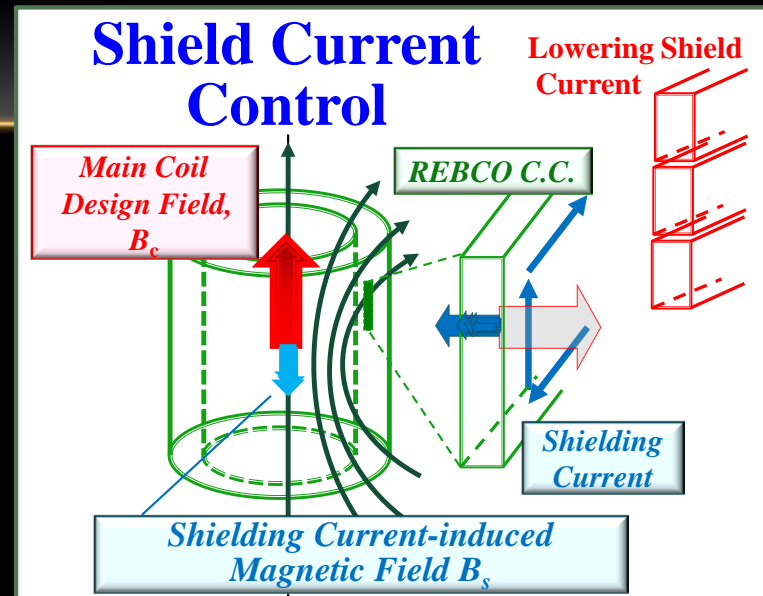 Shield Current
Control
Lowering Shield
Current
Main Coil
Design Field,
Bc
REBCO C.C.
Shielding
Current
Shielding Current-induced
Magnetic Field Bs